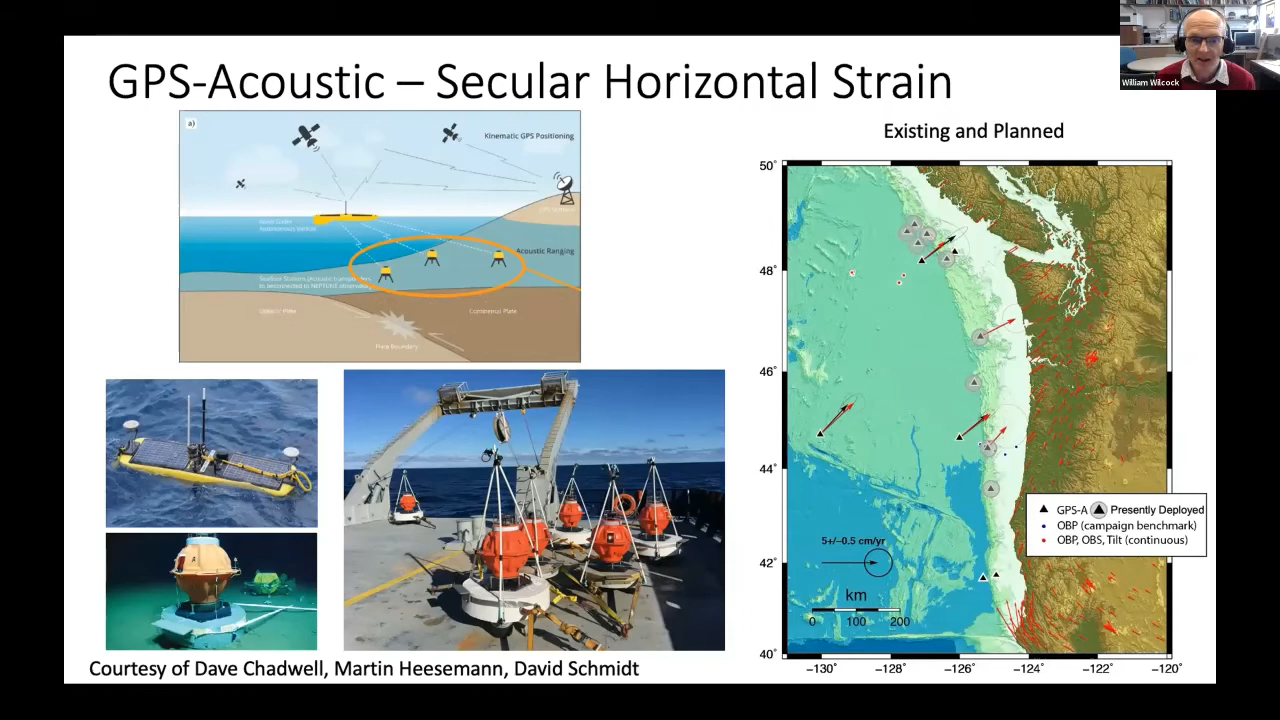 William Wilcock
GPS-Acoustic – Secular Horizontal Strain
a)
Kinematic GPS Positioning
Acoustic Ranging
Continental Plate
Plate Boundary
Existing and Planned
50°
48°
46°
44°
42°
40°
−130°
−128°
−126°
−124°
−122°
−120°
5+/−0.5 cm/yr
km
0 100 200
GPS-A
Presently Deployed
OBP (campaign benchmark)
OBP, OBS, Tilt (continuous)
Courtesy of Dave Chadwell, Martin Heesemann, David Schmidt